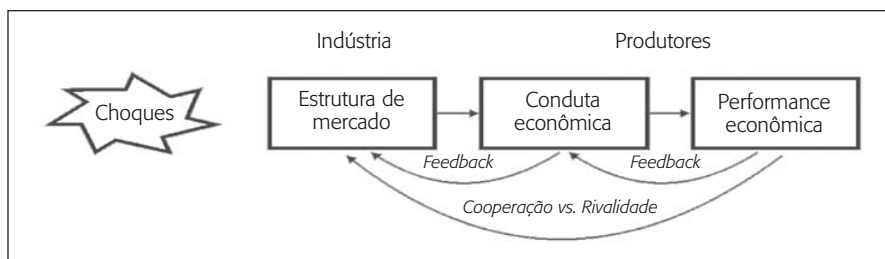 Indústria
Produtores
Choques
Estrutura de
mercado
Conduta
econômica
Performance
econômica
Feedback
Feedback
Cooperação vs. Rivalidade